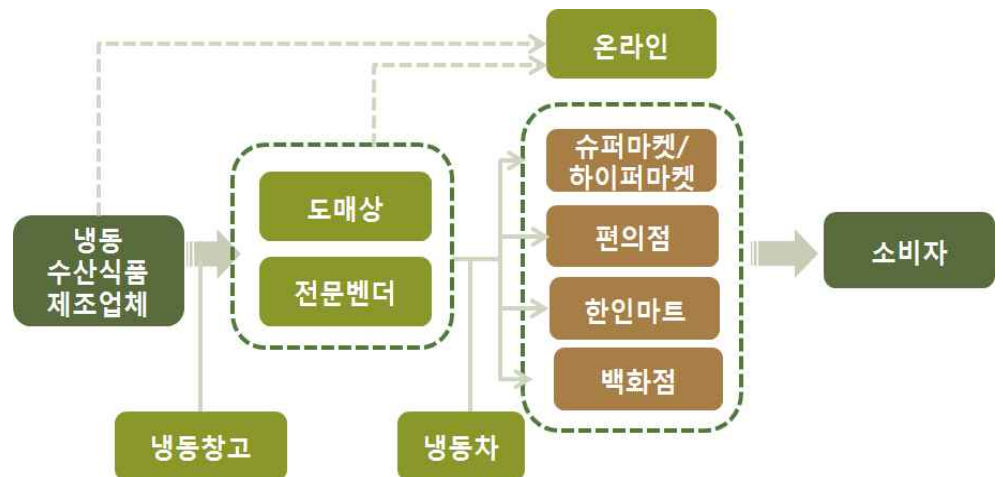 온라인
슈퍼마켓/
하이퍼마켓
도매상
편의점
냉동
수산식품
제조업체
소비자
전문벤더
한인마트
백화점
냉동창고
냉동차